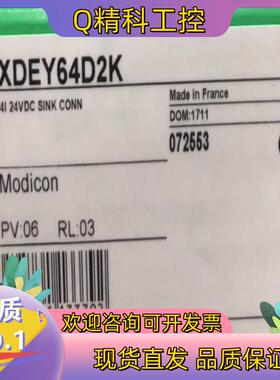 Q精科工控
XDEY64D2K
4I 24VDC SINK CONN
Made in France
DOM:1711
072553
Modicon
PV:06 RL:03
质
0.1
欢迎咨询可开发票
现货直发 品质保证